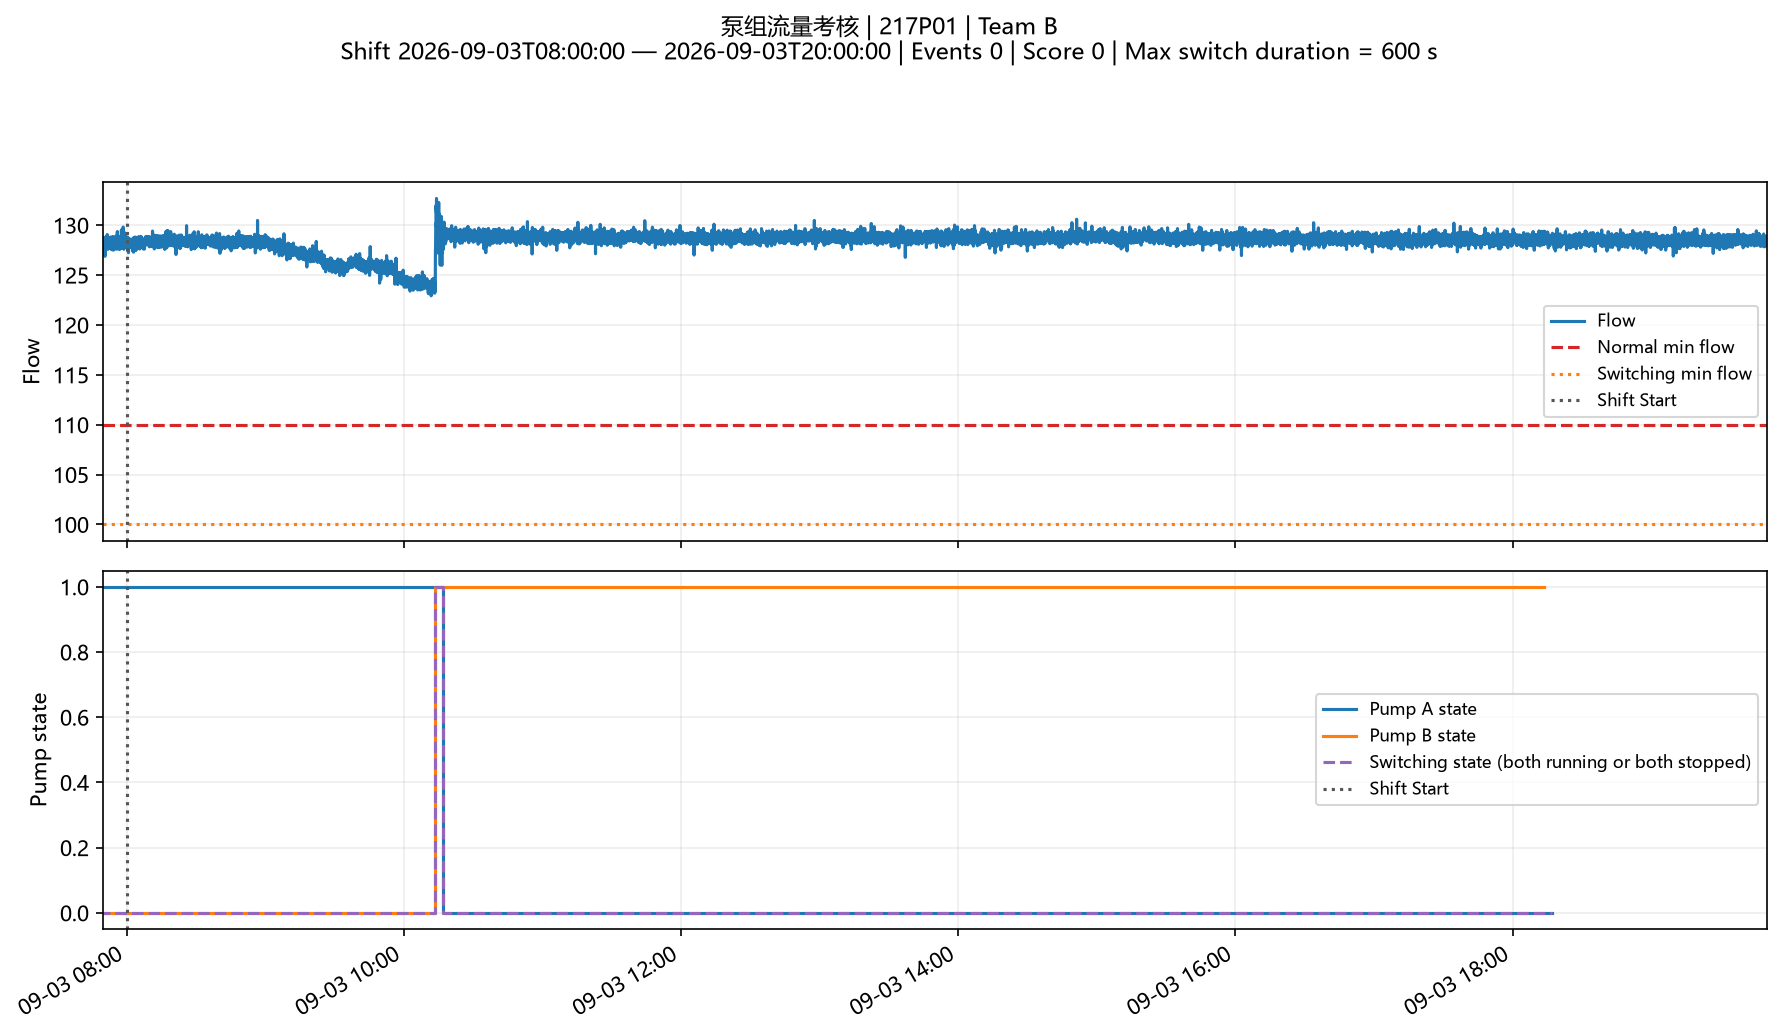 泵组流量考核 | 217P01 | Team B
Shift 2026-09-03T08:00:00 — 2026-09-03T20:00:00 | Events 0 | Score 0 | Max switch duration = 600 s
Flow
130
125
120
115
110
105
100
Flow
Normal min flow
Switching min flow
Shift Start
Pump state
1.0
0.8
0.6
0.4
0.2
0.0
Pump A state
Pump B state
Switching state (both running or both stopped)
Shift Start
09-03 08:00
09-03 10:00
09-03 12:00
09-03 14:00
09-03 16:00
09-03 18:00